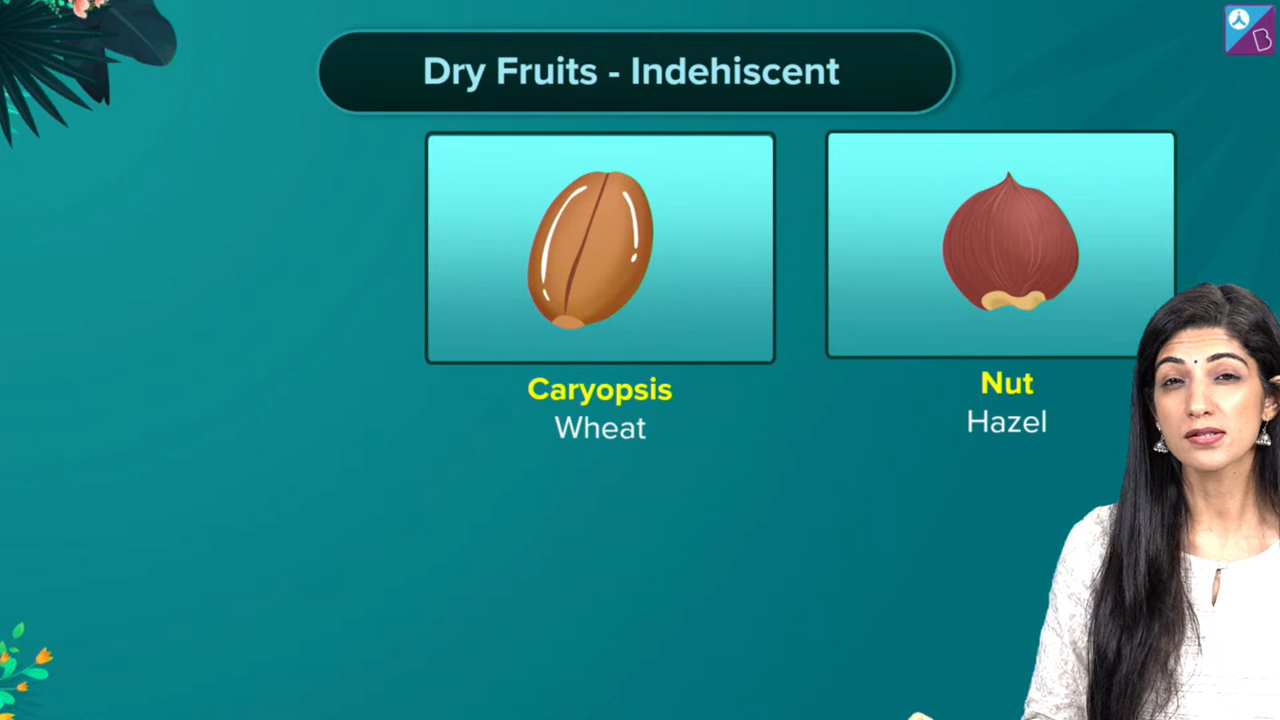 Dry Fruits - Indehiscent
Caryopsis
Wheat
Nut
Hazel
B